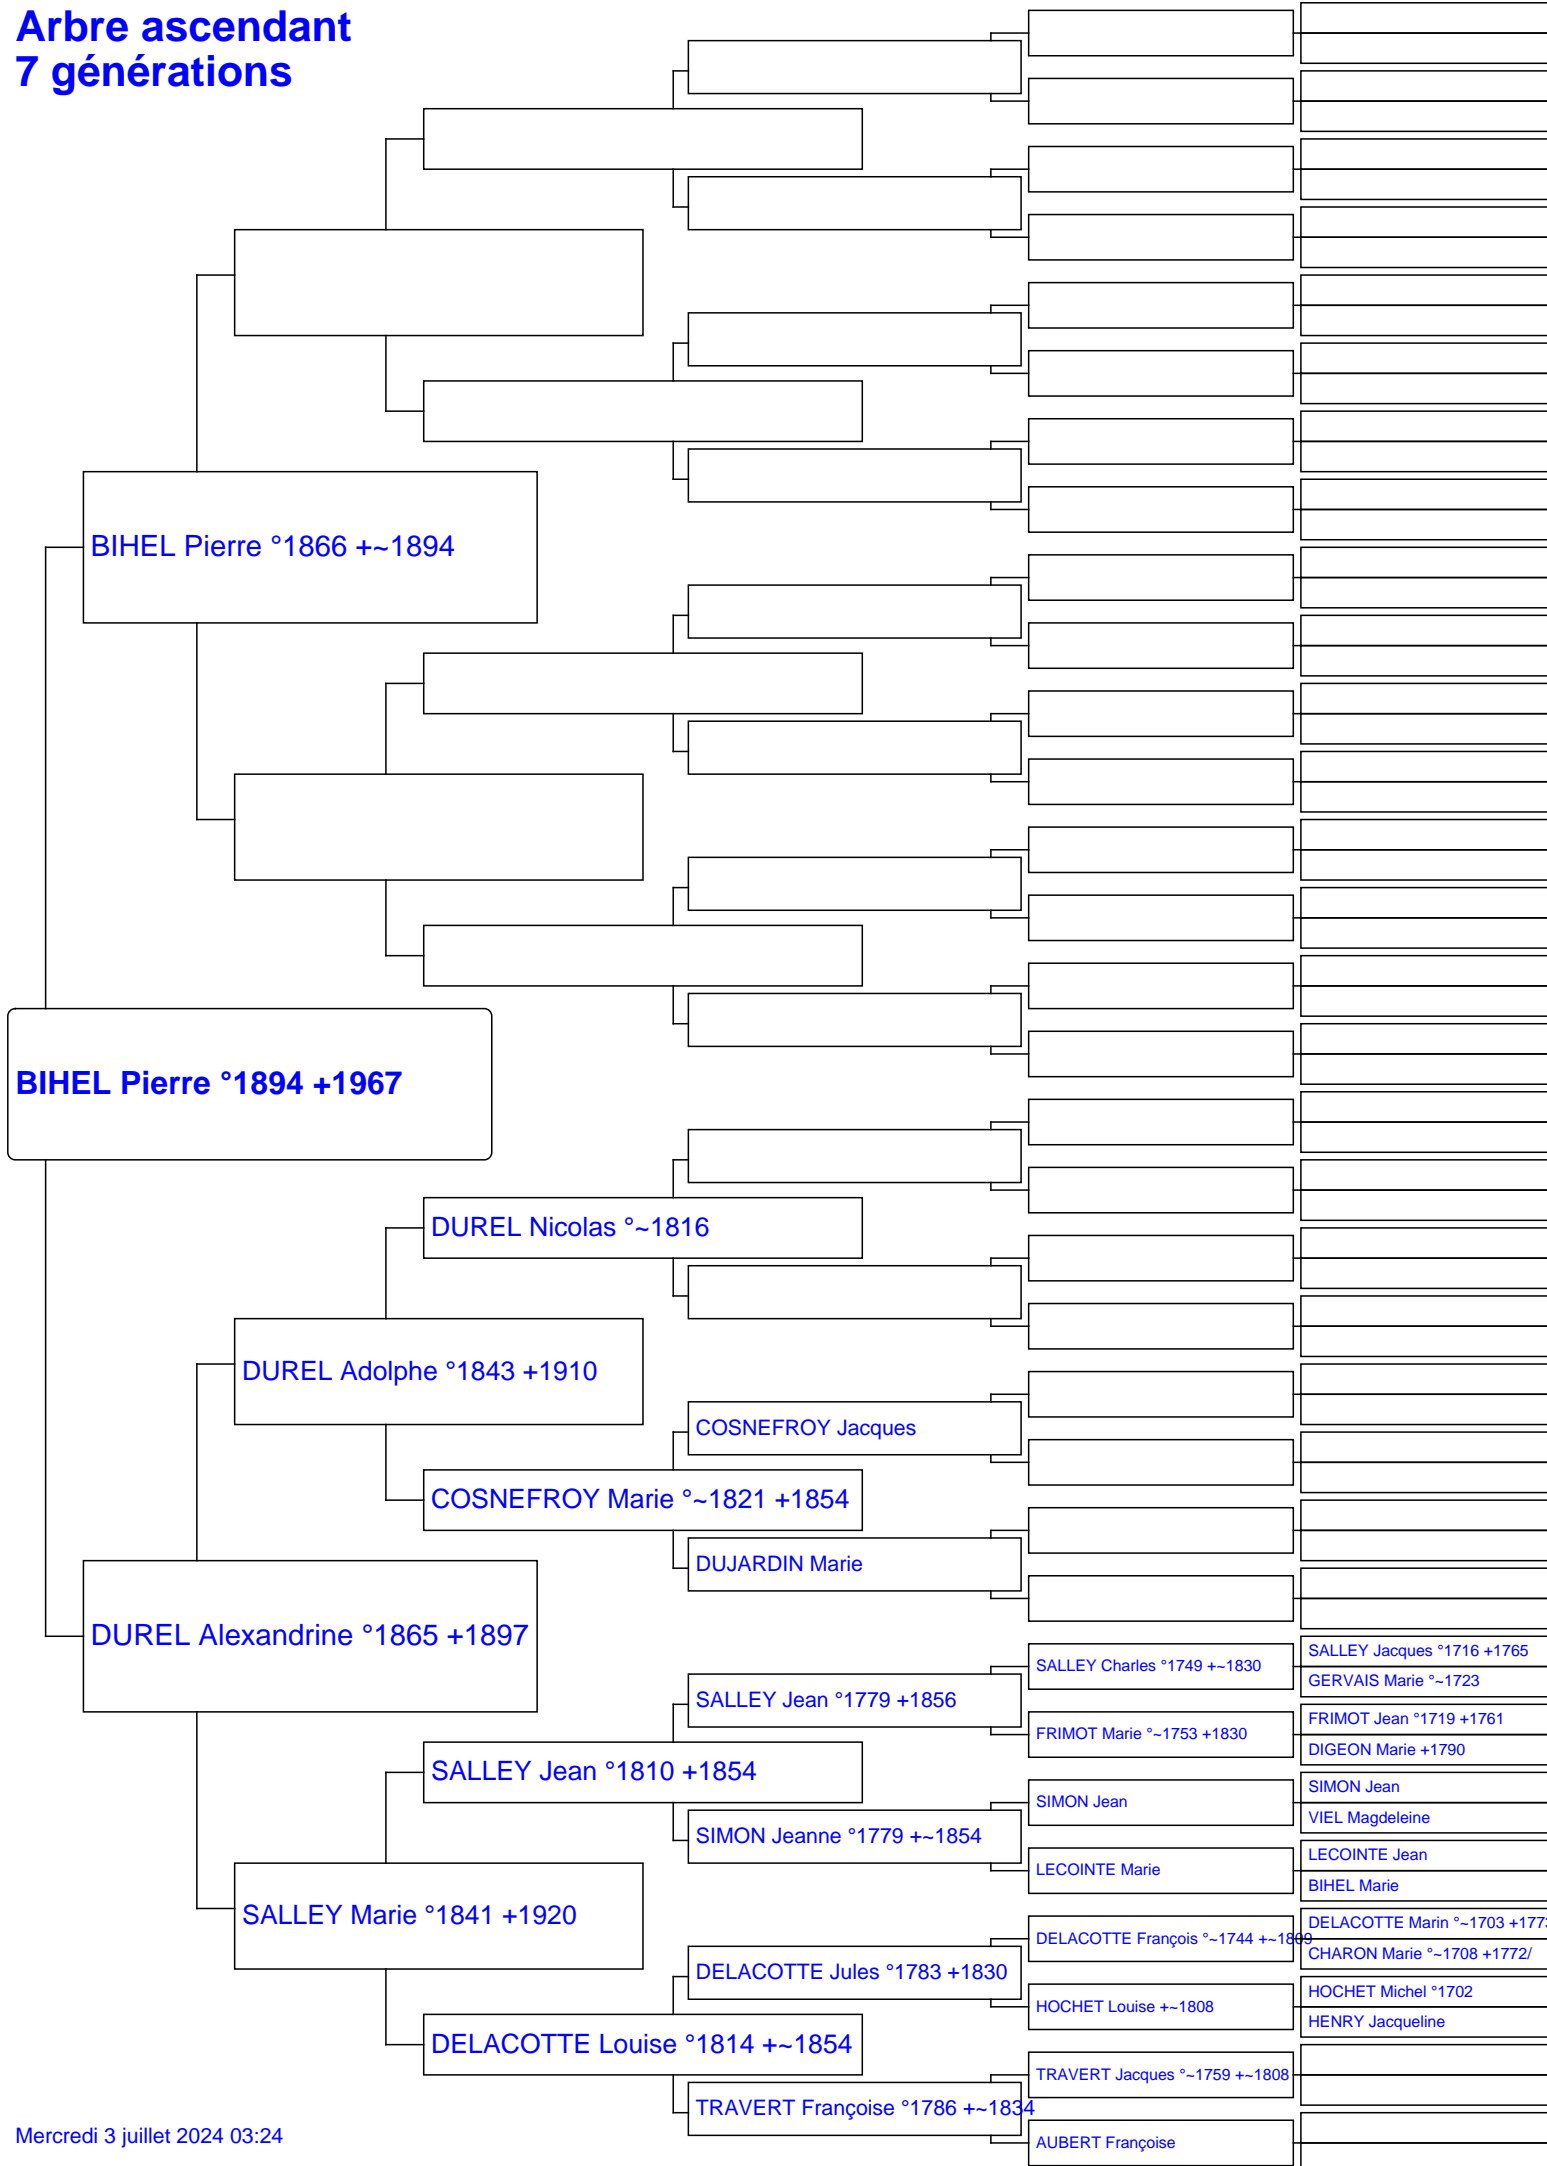 Arbre ascendant
7 générations
BIHEL Pierre °1866 +~1894
BIHEL Pierre °1894 +1967
DUREL Nicolas °~1816
DUREL Adolphe °1843 +1910
COSNEFROY Jacques
COSNEFROY Marie °~1821 +1854
DUJARDIN Marie
DUREL Alexandrine °1865 +1897
SALLEY Jacques °1716 +1765
SALLEY Charles °1749 +~1830
GERVAIS Marie °~1723
SALLEY Jean °1779 +1856
FRIMOT Jean °1719 +1761
FRIMOT Marie °~1753 +1830
DIGEON Marie +1790
SALLEY Jean °1810 +1854
SIMON Jean
SIMON Jean
VIEL Magdeleine
SIMON Jeanne °1779 +~1854
LECOINTE Jean
LECOINTE Marie
BIHEL Marie
SALLEY Marie °1841 +1920
DELACOTTE Marin °~1703 +177
DELACOTTE François °~1744 +~1809
CHARON Marie °~1708 +1772/
DELACOTTE Jules °1783 +1830
HOCHET Michel °1702
HOCHET Louise +~1808
HENRY Jacqueline
DELACOTTE Louise °1814 +~1854
TRAVERT Jacques °~1759 +~1808
TRAVERT Françoise °1786 +~1834
AUBERT Françoise
Mercredi 3 juillet 2024 03:24